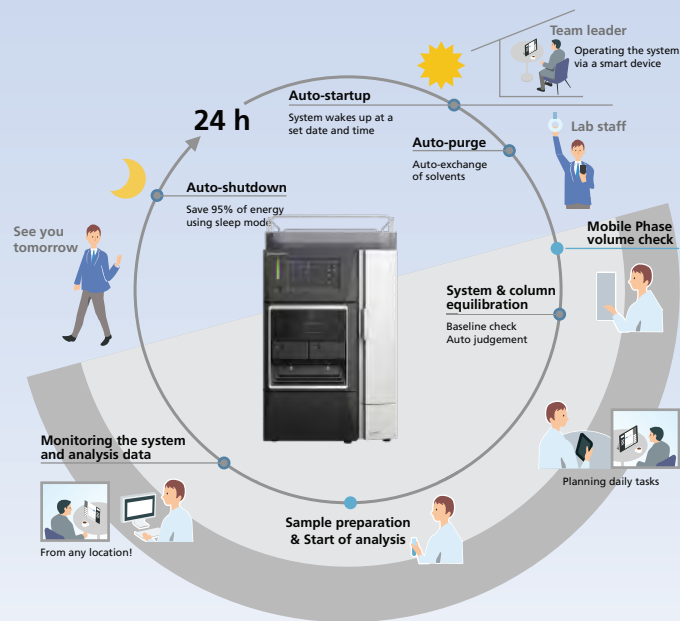 Team leader
Operating the system
via a smart device
Auto-startup
System wakes up at a
set date and time
24 h
Lab staff
Auto-purge
Auto-exchange
of solvents
Auto-shutdown
Save 95% of energy
using sleep mode
See you
tomorrow
Mobile Phase
volume check
System & column
equilibration
Baseline check
Auto judgement
Monitoring the system
and analysis data
From any location!
Planning daily tasks
Sample preparation
& Start of analysis